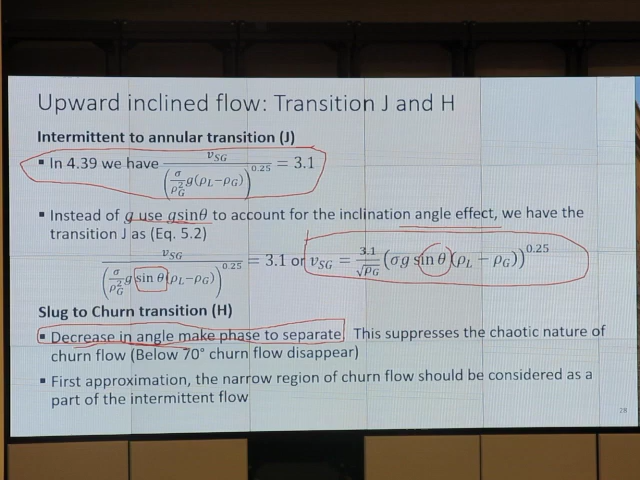 Upward inclined flow: Transition J and H
Intermittent to annular transition (J)
▪ In 4.39 we have v_SG / (σ/ρ_G² g(ρ_L−ρ_G))^0.25 = 3.1
▪ Instead of g use gsinθ to account for the inclination angle effect, we have the
transition J as (Eq. 5.2)
v_SG / (σ/ρ_G² g sin θ(ρ_L−ρ_G))^0.25 = 3.1 or v_SG = 3.1/√ρ_G (σg sin θ (ρ_L − ρ_G))^0.25
Slug to Churn transition (H)
▪ Decrease in angle make phase to separate. This suppresses the chaotic nature of
churn flow (Below 70° churn flow disappear)
▪ First approximation, the narrow region of churn flow should be considered as a
part of the intermittent flow
28